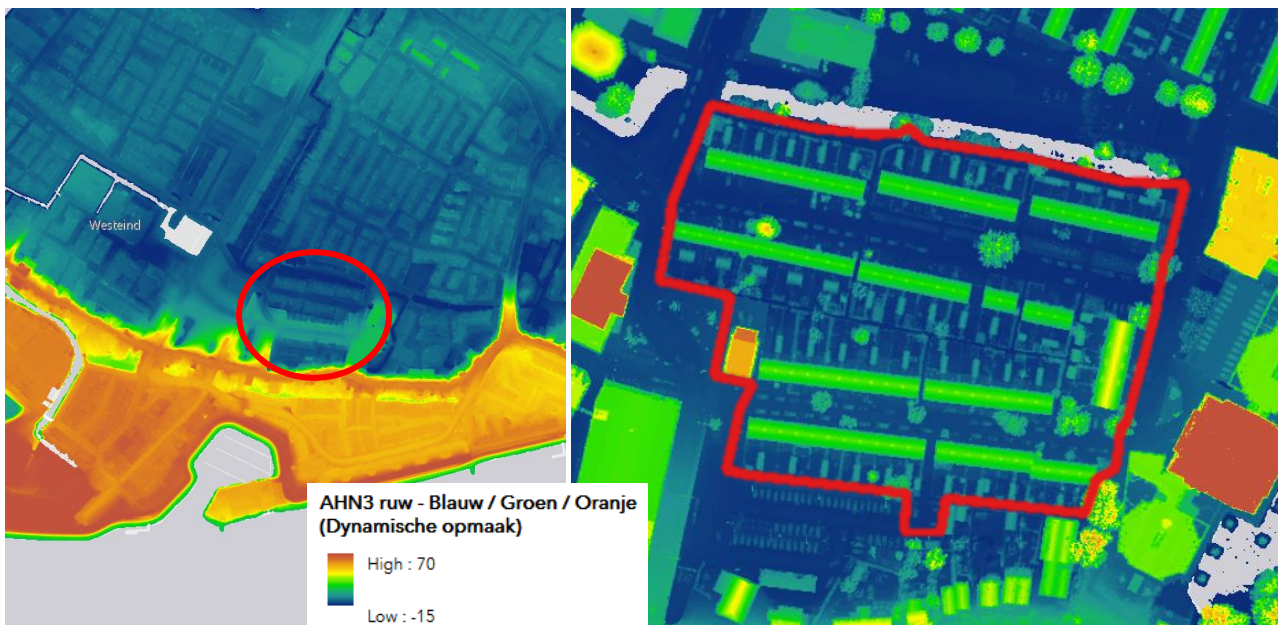 Westeind
AHN3 ruw - Blauw / Groen / Oranje
(Dynamische opmaak)
High : 70
Low : -15